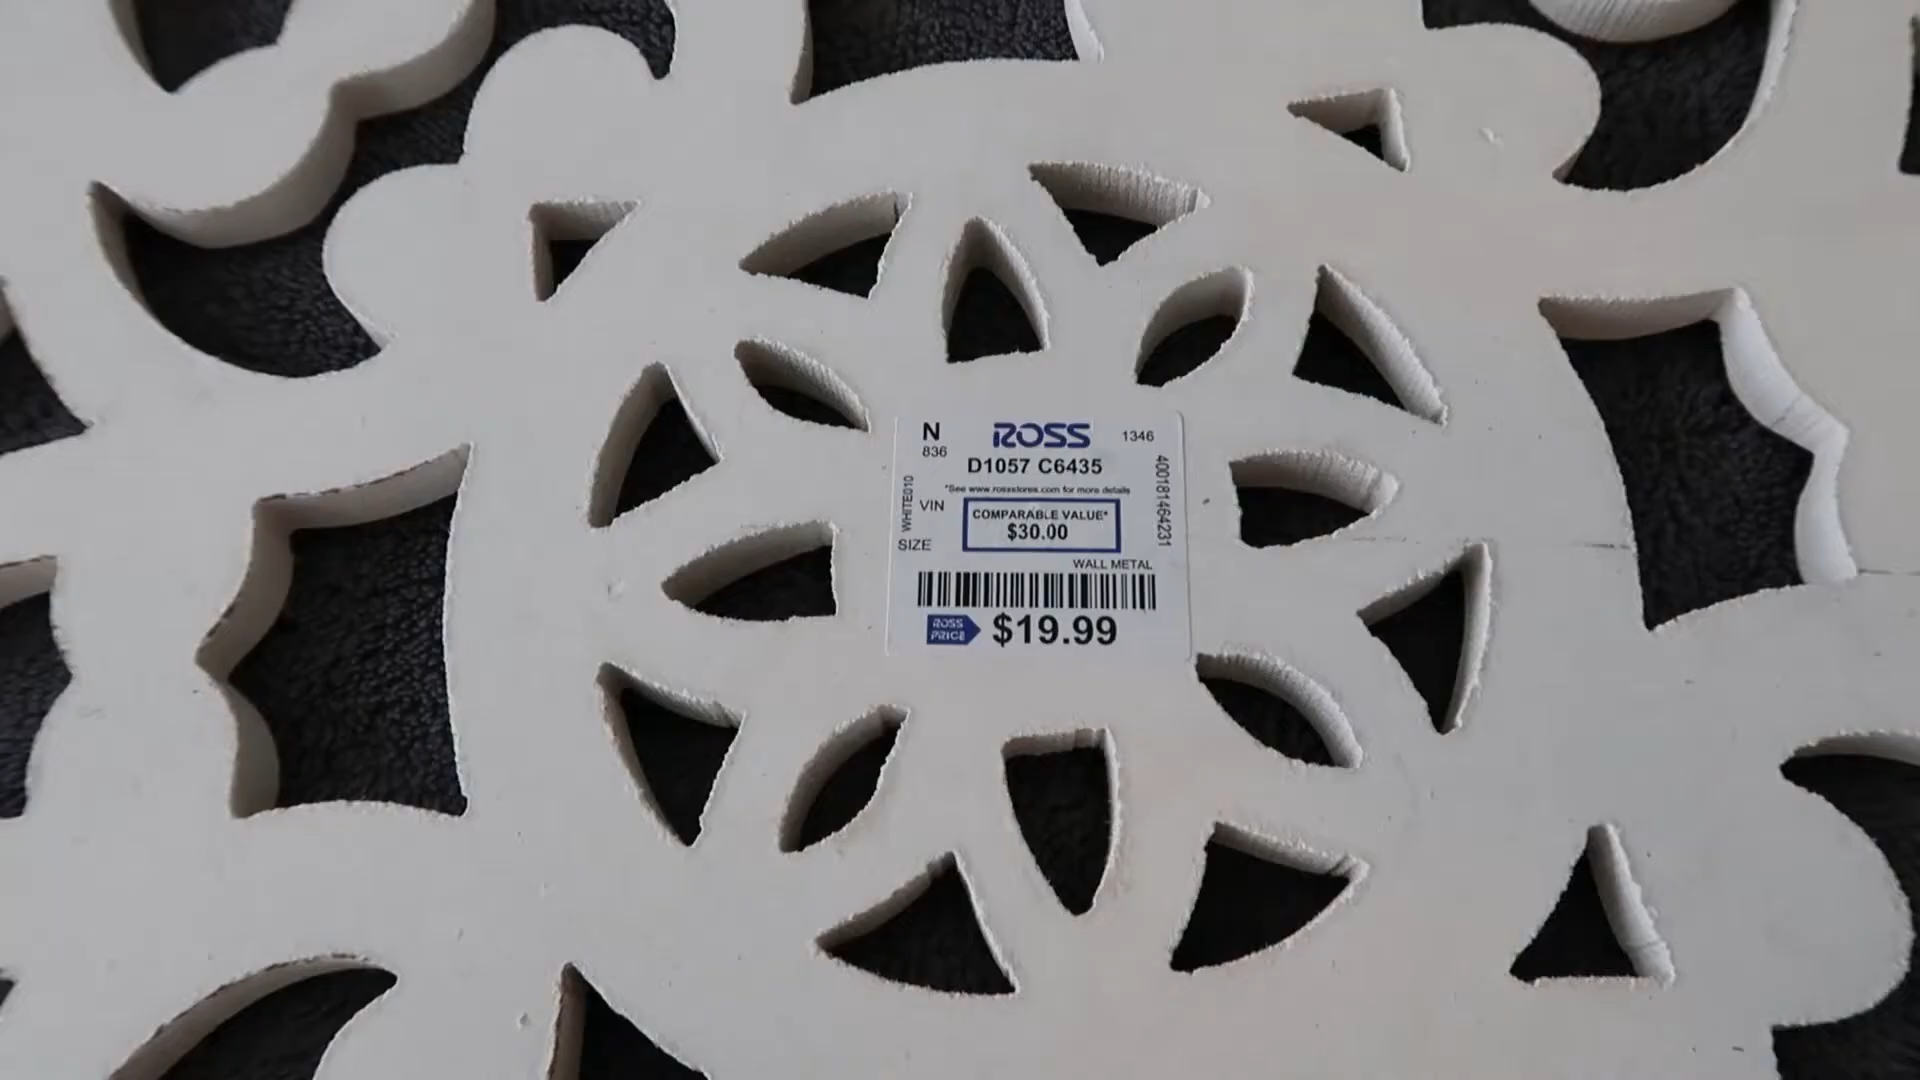 N
836
ROSS
1346
D1057 C6435
*See www.rossstores.com for more details
WHITE010
VIN
SIZE
COMPARABLE VALUE*
$30.00
400181464231
WALL METAL
ROSS
PRICE
$19.99